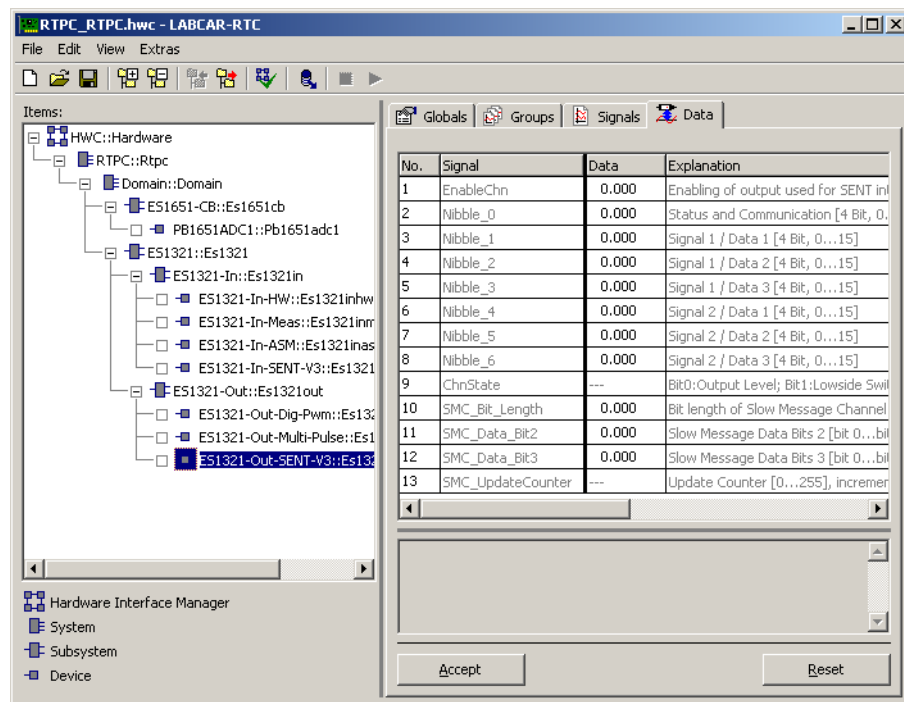 RTPC_RTPC.hwc - LABCAR-RTC
File Edit View Extras
Items:
HWC::Hardware
RTPC::Rtpc
Domain::Domain
ES1651-CB::Es1651cb
PB1651ADC1::Pb1651adc1
ES1321::Es1321
ES1321-In::Es1321in
ES1321-In-HW::Es1321inhw
ES1321-In-Meas::Es1321inm
ES1321-In-ASM::Es1321inas
ES1321-In-SENT-V3::Es1321
ES1321-Out::Es1321out
ES1321-Out-Dig-Pwm::Es132
ES1321-Out-Multi-Pulse::Es1
ES1321-Out-SENT-V3::Es132
Hardware Interface Manager
System
Subsystem
Device
Globals Groups Signals Data
No. Signal Data Explanation
1 EnableChn 0.000 Enabling of output used for SENT in
2 Nibble_0 0.000 Status and Communication [4 Bit, 0.
3 Nibble_1 0.000 Signal 1 / Data 1 [4 Bit, 0...15]
4 Nibble_2 0.000 Signal 1 / Data 2 [4 Bit, 0...15]
5 Nibble_3 0.000 Signal 1 / Data 3 [4 Bit, 0...15]
6 Nibble_4 0.000 Signal 2 / Data 1 [4 Bit, 0...15]
7 Nibble_5 0.000 Signal 2 / Data 2 [4 Bit, 0...15]
8 Nibble_6 0.000 Signal 2 / Data 3 [4 Bit, 0...15]
9 ChnState --- Bit0:Output Level; Bit1:Lowside Swi
10 SMC_Bit_Length 0.000 Bit length of Slow Message Channel
11 SMC_Data_Bit2 0.000 Slow Message Data Bits 2 [bit 0...bi
12 SMC_Data_Bit3 0.000 Slow Message Data Bits 3 [bit 0...bi
13 SMC_UpdateCounter --- Update Counter [0...255], incremen
Accept Reset